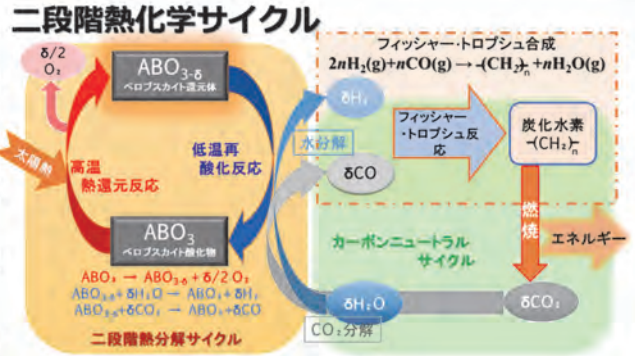 二段階熱化学サイクル
δ/2
O₂
ABO₃₋δ
ペロブスカイト還元体
太陽熱
高温
熱還元反応
低温再
酸化反応
ABO₃
ペロブスカイト酸化物
ABO₃ → ABO₃₋δ + δ/2 O₂
ABO₃₋δ+δH₂O → ABO₃+δH₂
ABO₃₋δ+δCO₂ → ABO₃+δCO
二段階熱分解サイクル
フィッシャー・トロプシュ合成
2nH₂(g)+nCO(g)→-(CH₂)-n+nH₂O(g)
δH₂
水分解
δCO
フィッシャー
・トロプシュ反
応
炭化水素
-(CH₂)-n
燃焼
エネルギー
カーボンニュートラル
サイクル
δH₂O
δCO₂
CO₂分解